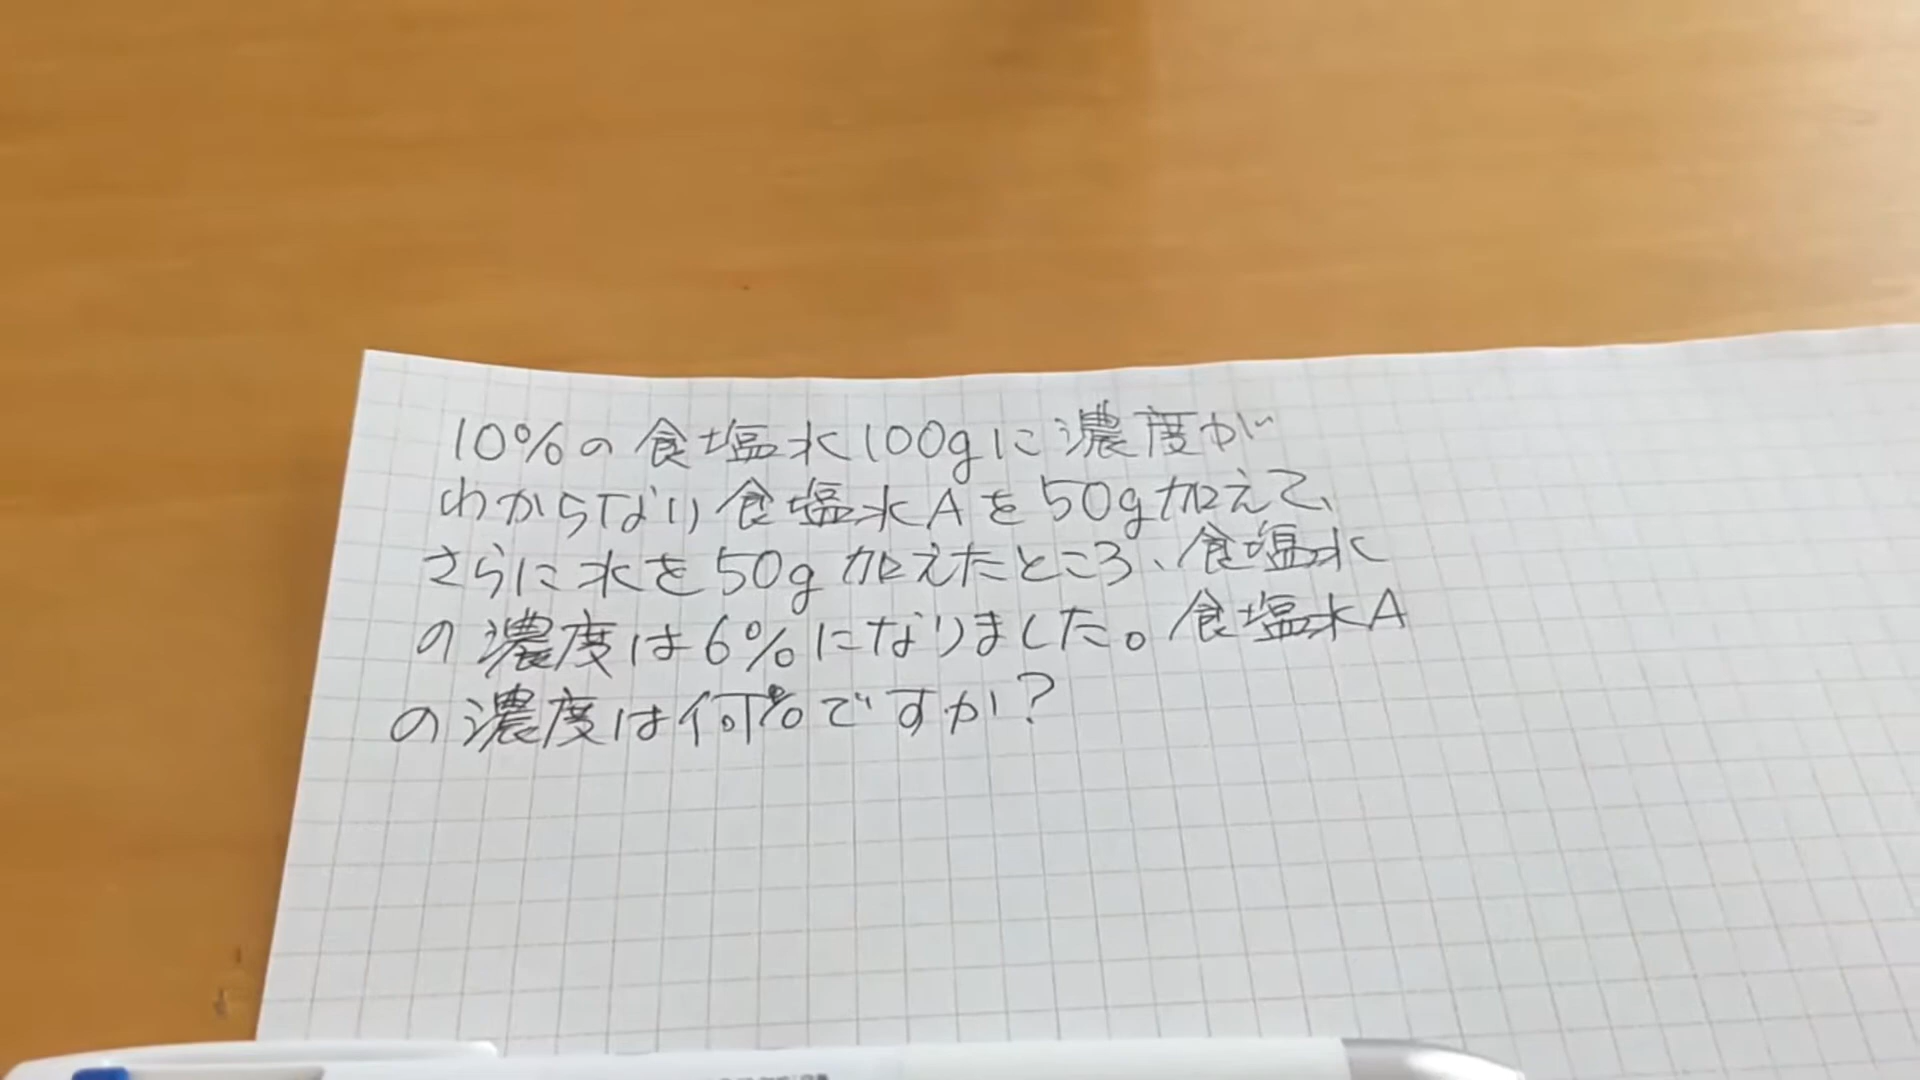 10%の食塩水100gに濃度が
わからない食塩水Aを50g加えて、
さらに水を50g加えたところ、食塩水
の濃度は6%になりました。食塩水A
の濃度は何%ですか?